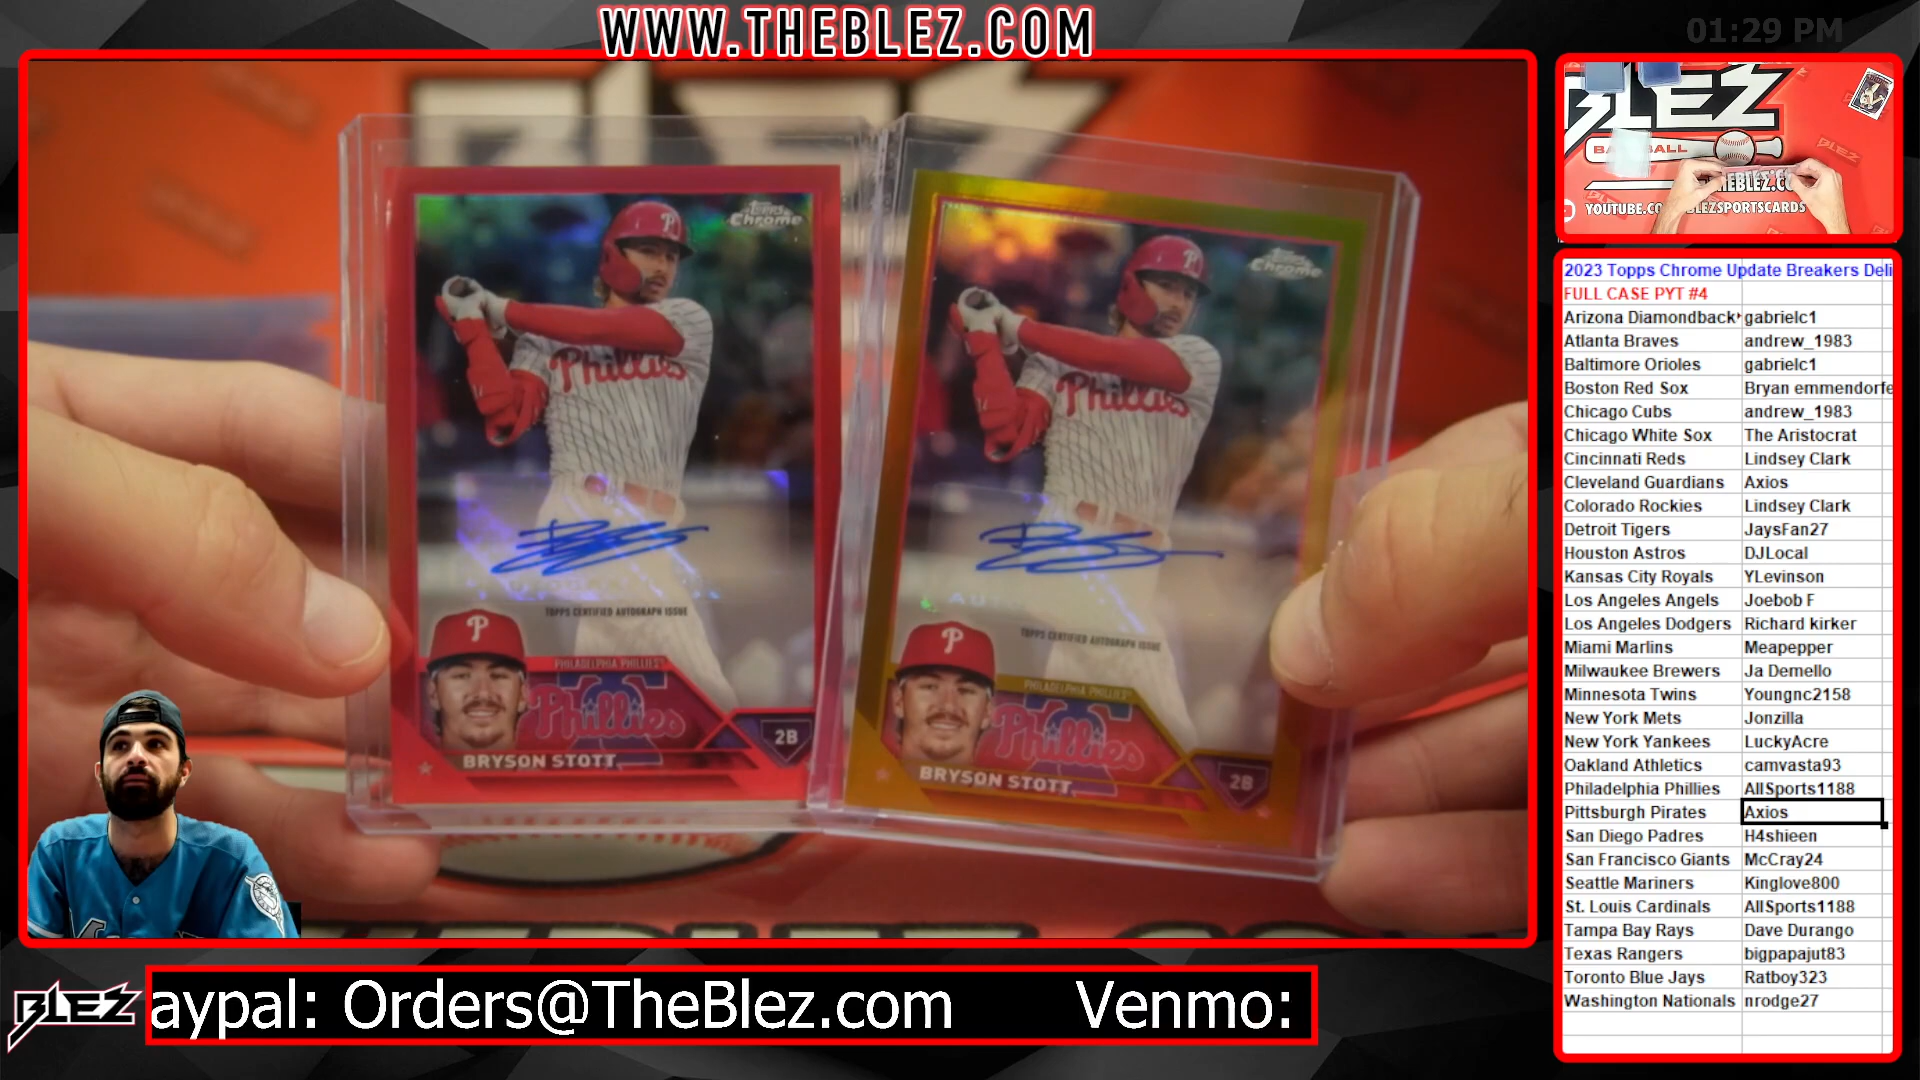 WWW.THEBLEZ.COM
01:29 PM
Topps
Chrome
P
Phillies
TOPPS CERTIFIED AUTOGRAPH ISSUE
P
PHILADELPHIA PHILLIES
Phillies
2B
BRYSON STOTT
Topps
Chrome
P
Phillies
TOPPS CERTIFIED AUTOGRAPH ISSUE
P
PHILADELPHIA PHILLIES
Phillies
2B
BRYSON STOTT
BLEZ
BLEZ
THEBLEZ.CO
YOUTUBE.CO
LEZSPORTSCARDS
2023 Topps Chrome Update Breakers Deli
FULL CASE PYT #4
Arizona Diamondback gabrielc1
Atlanta Braves andrew_1983
Baltimore Orioles gabrielc1
Boston Red Sox Bryan emmendorfe
Chicago Cubs andrew_1983
Chicago White Sox The Aristocrat
Cincinnati Reds Lindsey Clark
Cleveland Guardians Axios
Colorado Rockies Lindsey Clark
Detroit Tigers JaysFan27
Houston Astros DJLocal
Kansas City Royals YLevinson
Los Angeles Angels Joebob F
Los Angeles Dodgers Richard kirker
Miami Marlins Meapepper
Milwaukee Brewers Ja Demello
Minnesota Twins Youngnc2158
New York Mets Jonzilla
New York Yankees LuckyAcre
Oakland Athletics camvasta93
Philadelphia Phillies AllSports1188
Pittsburgh Pirates Axios
San Diego Padres H4shieen
San Francisco Giants McCray24
Seattle Mariners Kinglove800
St. Louis Cardinals AllSports1188
Tampa Bay Rays Dave Durango
Texas Rangers bigpapajut83
Toronto Blue Jays Ratboy323
Washington Nationals nrodge27
BLEZ
aypal: Orders@TheBlez.com Venmo: